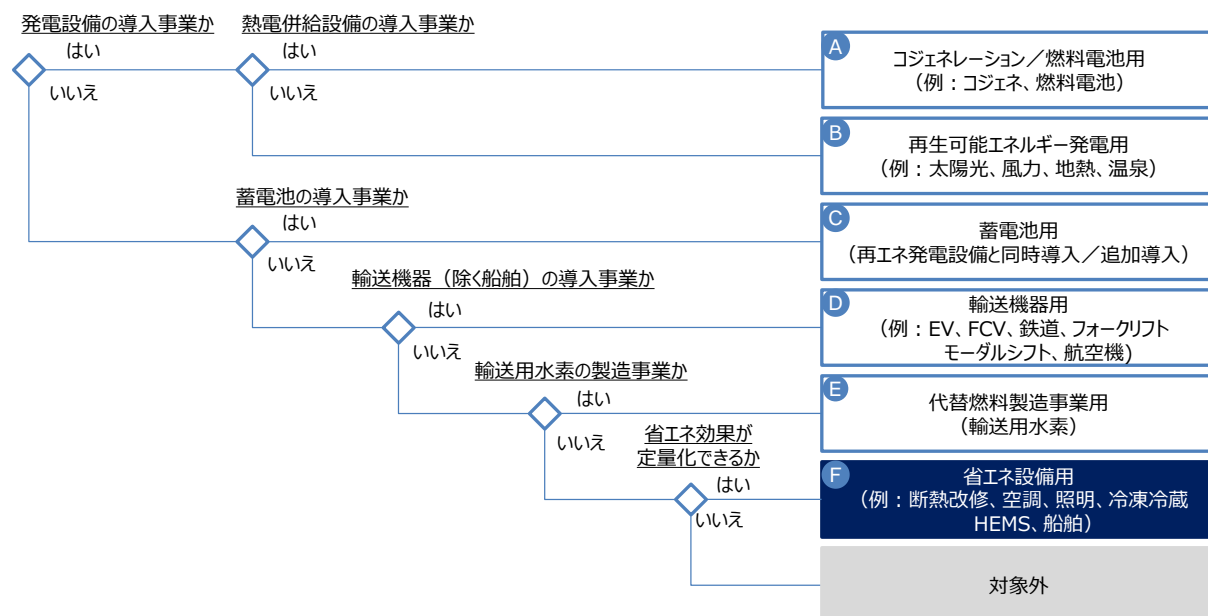 発電設備の導入事業か
熱電併給設備の導入事業か
はい
はい
いいえ
いいえ
A
コジェネレーション／燃料電池用
（例：コジェネ、燃料電池）
B
再生可能エネルギー発電用
（例：太陽光、風力、地熱、温泉）
蓄電池の導入事業か
はい
いいえ
C
蓄電池用
（再エネ発電設備と同時導入／追加導入）
輸送機器（除く船舶）の導入事業か
はい
いいえ
D
輸送機器用
（例：EV、FCV、鉄道、フォークリフト
モーダルシフト、航空機)
輸送用水素の製造事業か
はい
いいえ
E
代替燃料製造事業用
（輸送用水素）
省エネ効果が
定量化できるか
はい
いいえ
F
省エネ設備用
（例：断熱改修、空調、照明、冷凍冷蔵
HEMS、船舶）
対象外